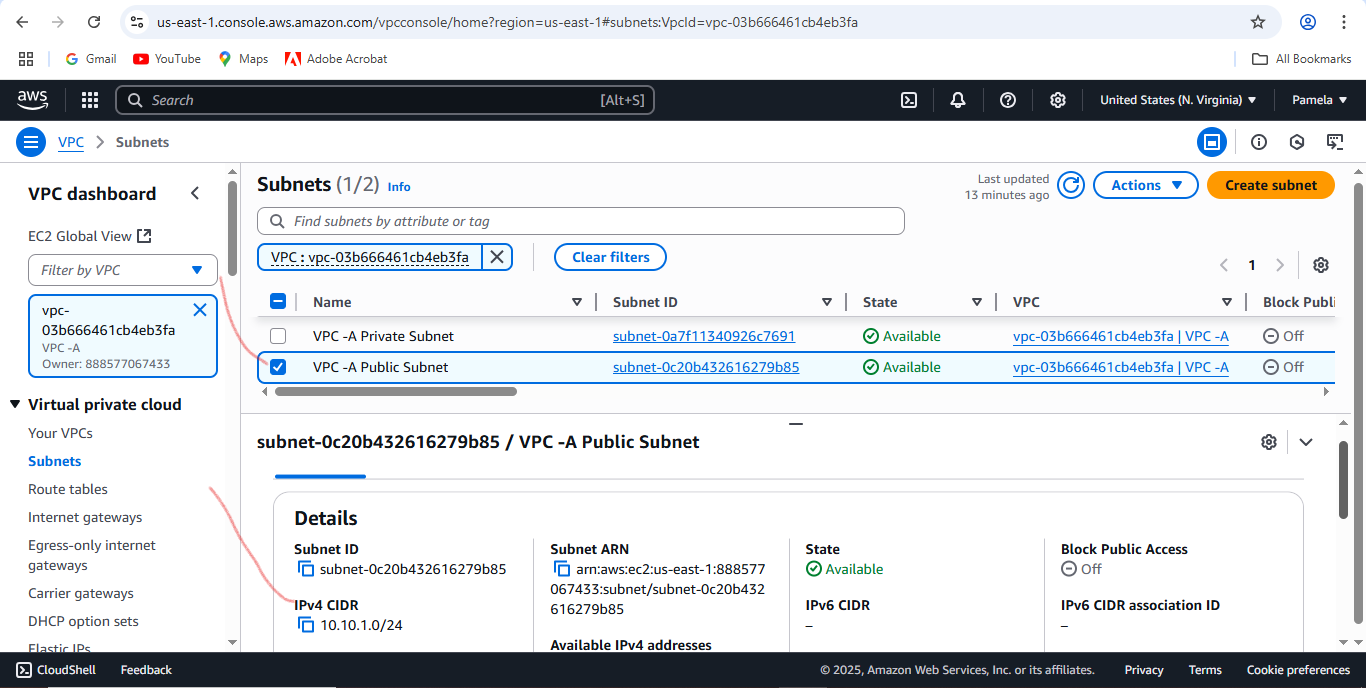 us-east-1.console.aws.amazon.com/vpcconsole/home?region=us-east-1#subnets:VpcId=vpc-03b666461cb4eb3fa
Gmail YouTube Maps Adobe Acrobat All Bookmarks
aws Search [Alt+S] United States (N. Virginia) Pamela
VPC Subnets
VPC dashboard
EC2 Global View
Filter by VPC
vpc-
03b666461cb4eb3fa
VPC -A
Owner: 888577067433
Virtual private cloud
Your VPCs
Subnets
Route tables
Internet gateways
Egress-only internet
gateways
Carrier gateways
DHCP option sets
Elastic IPs
Subnets (1/2) Info
Last updated
13 minutes ago
Actions
Create subnet
Find subnets by attribute or tag
VPC : vpc-03b666461cb4eb3fa
Clear filters
1
Name Subnet ID State VPC Block Publi
VPC -A Private Subnet subnet-0a7f11340926c7691 Available vpc-03b666461cb4eb3fa | VPC -A Off
VPC -A Public Subnet subnet-0c20b432616279b85 Available vpc-03b666461cb4eb3fa | VPC -A Off
subnet-0c20b432616279b85 / VPC -A Public Subnet
Details
Subnet ID
subnet-0c20b432616279b85
IPv4 CIDR
10.10.1.0/24
Subnet ARN
arn:aws:ec2:us-east-1:888577
067433:subnet/subnet-0c20b432
616279b85
Available IPv4 addresses
State
Available
IPv6 CIDR
–
Block Public Access
Off
IPv6 CIDR association ID
–
CloudShell Feedback © 2025, Amazon Web Services, Inc. or its affiliates. Privacy Terms Cookie preferences